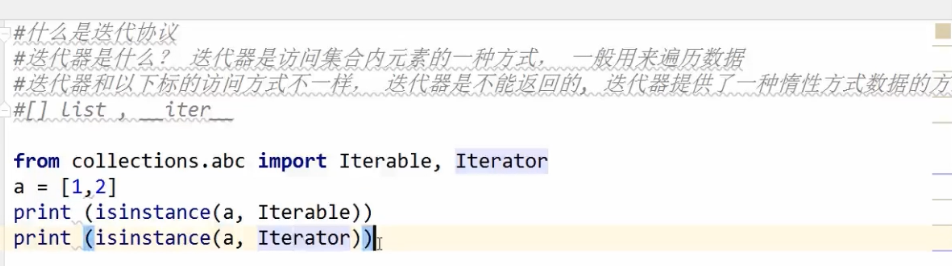 #什么是迭代协议
#迭代器是什么？ 迭代器是访问集合内元素的一种方式， 一般用来遍历数据
#迭代器和以下标的访问方式不一样， 迭代器是不能返回的, 迭代器提供了一种惰性方式数据的方
#[] list , __iter__
from collections.abc import Iterable, Iterator
a = [1,2]
print (isinstance(a, Iterable))
print (isinstance(a, Iterator))